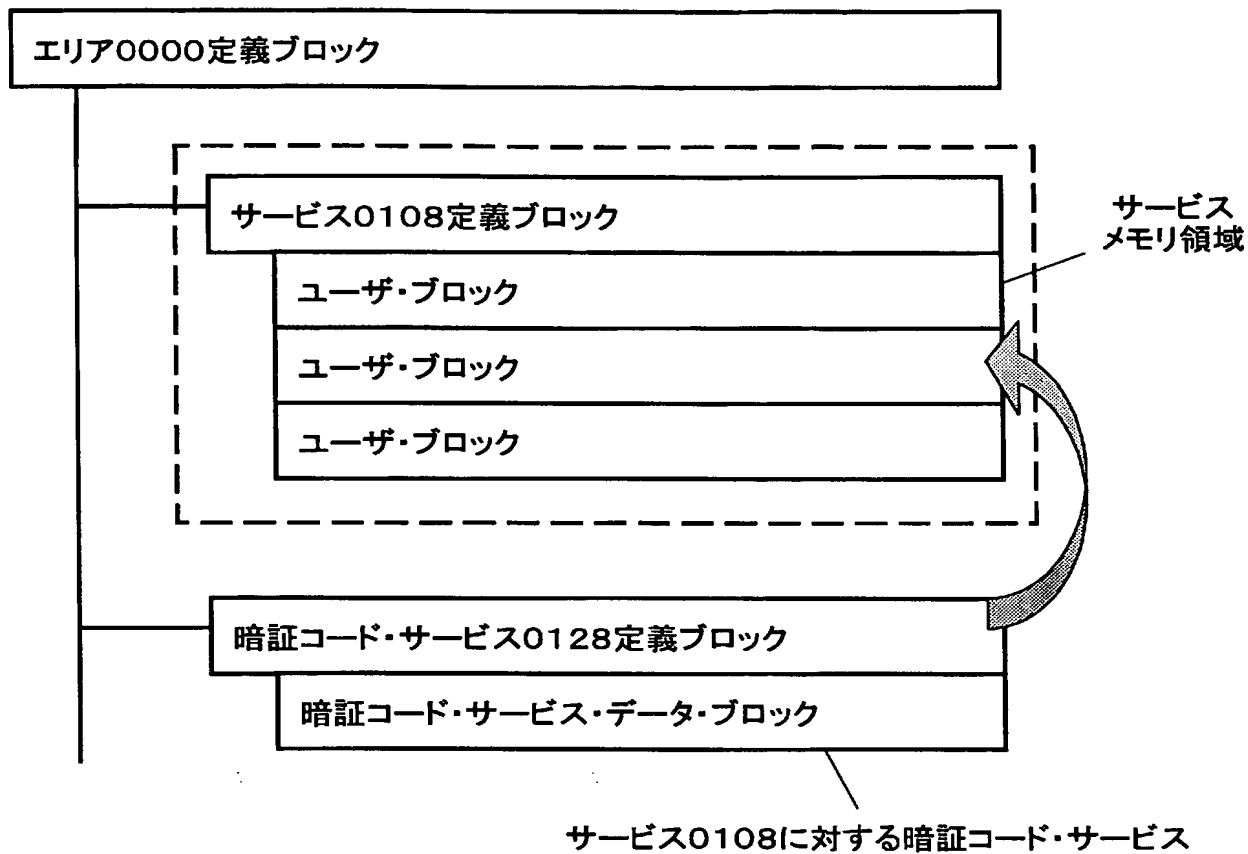 エリア0000定義ブロック
サービス0108定義ブロック
サービス
メモリ領域
ユーザ・ブロック
ユーザ・ブロック
ユーザ・ブロック
暗証コード・サービス0128定義ブロック
暗証コード・サービス・データ・ブロック
サービス0108に対する暗証コード・サービス